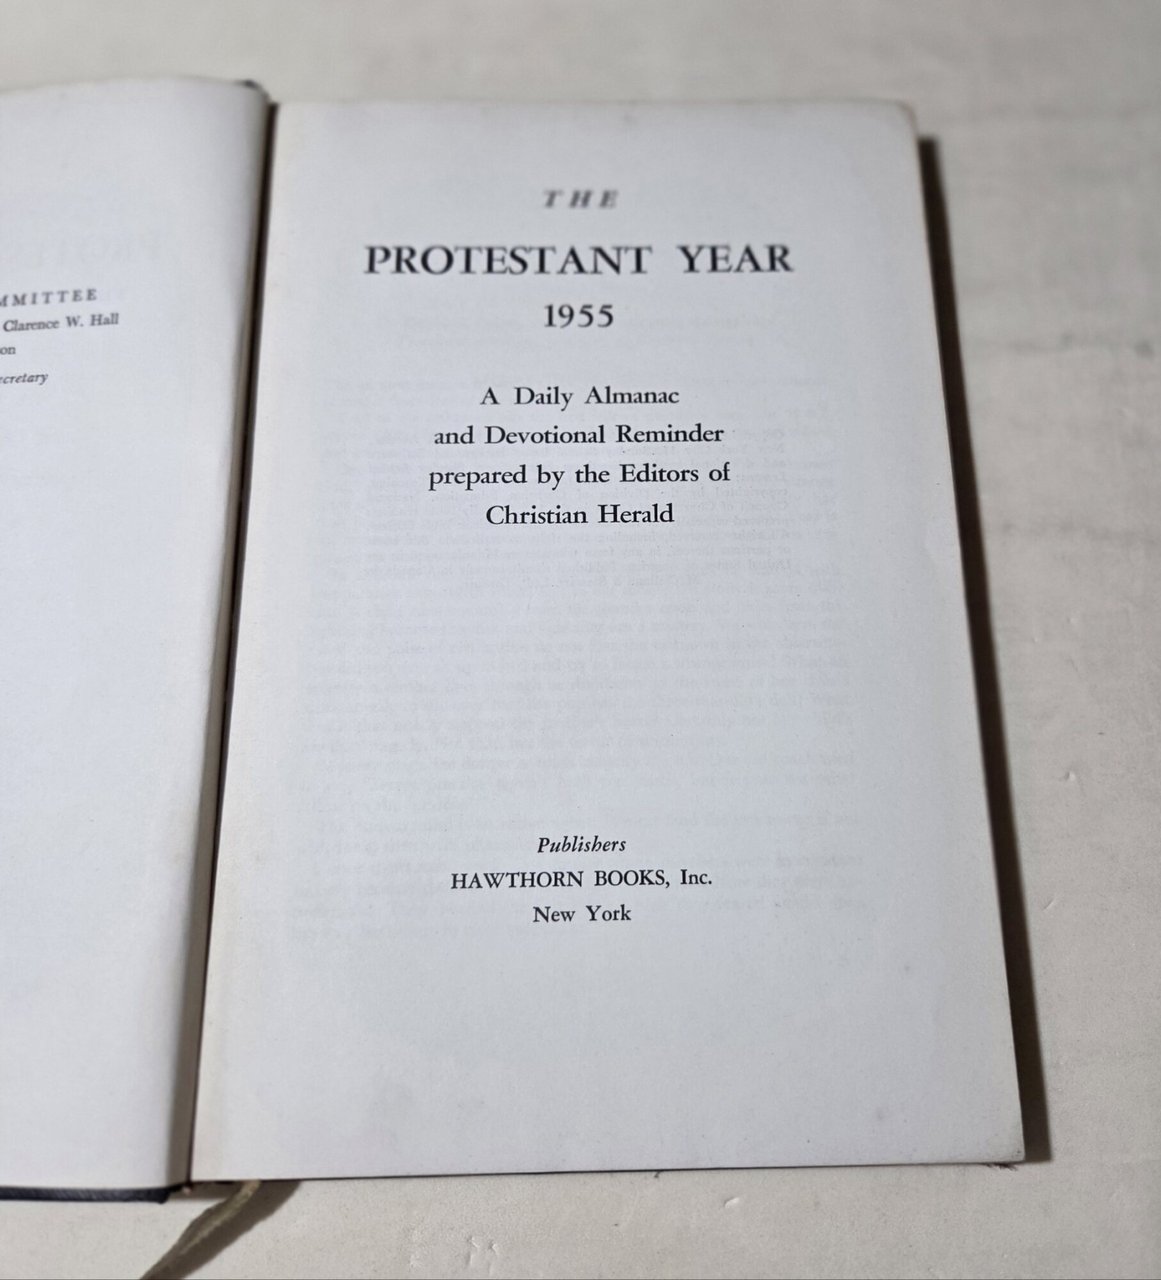 MMITTEE
Clarence W. Hall
on
ecretary
THE
PROTESTANT YEAR
1955
A Daily Almanac
and Devotional Reminder
prepared by the Editors of
Christian Herald
Publishers
HAWTHORN BOOKS, Inc.
New York